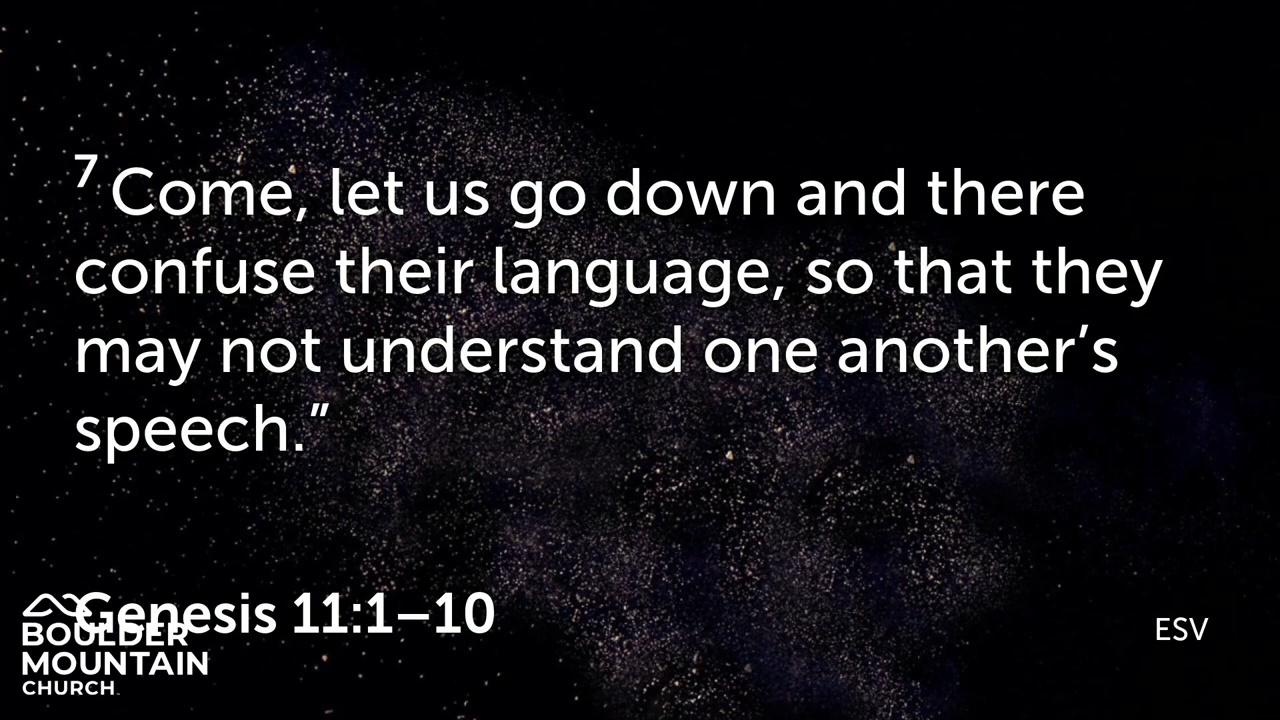 7 Come, let us go down and there
confuse their language, so that they
may not understand one another’s
speech.”
Genesis 11:1–10
ESV
BOULDER
MOUNTAIN
CHURCH